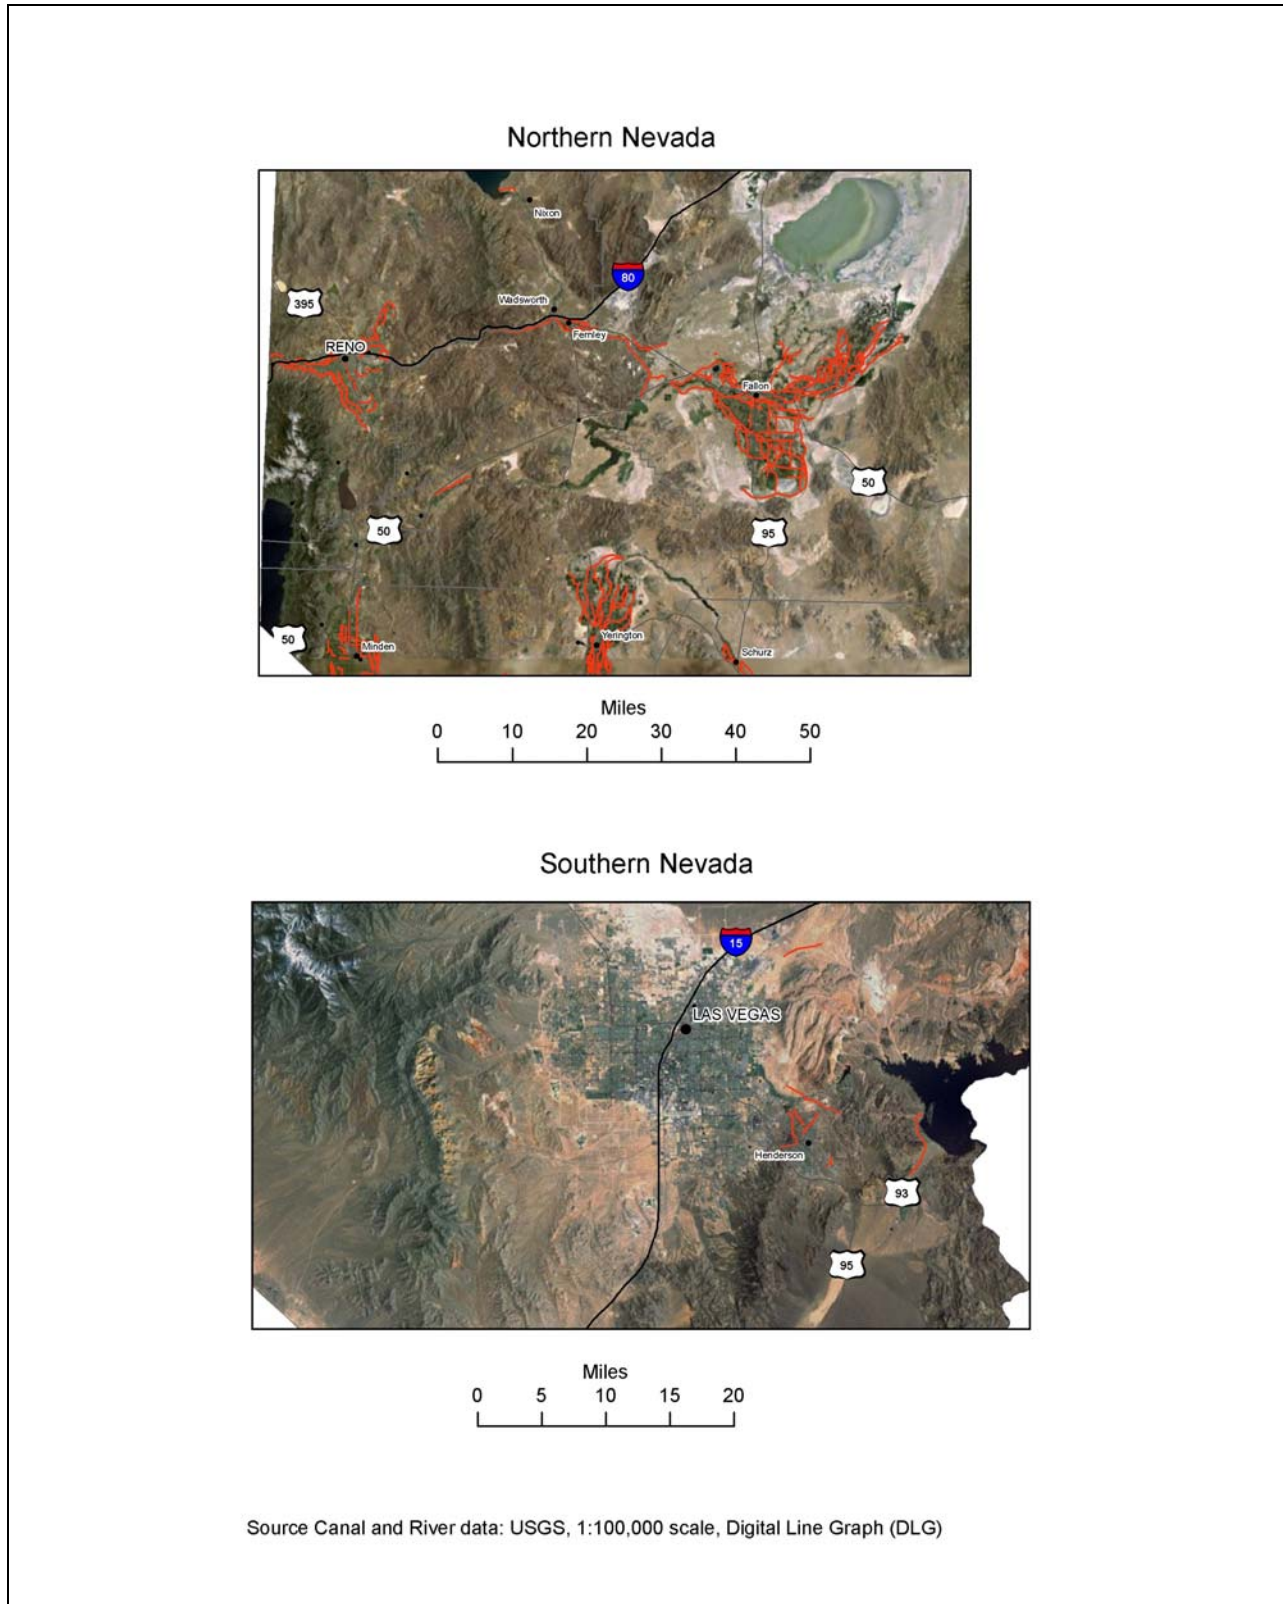 Northern Nevada
Nixon
80
395
Wadsworth
Fernley
RENO
Fallon
50
50
95
50
Minden
Yerington
Schurz
Miles
0 10 20 30 40 50
Southern Nevada
15
LAS VEGAS
Henderson
93
95
Miles
0 5 10 15 20
Source Canal and River data: USGS, 1:100,000 scale, Digital Line Graph (DLG)